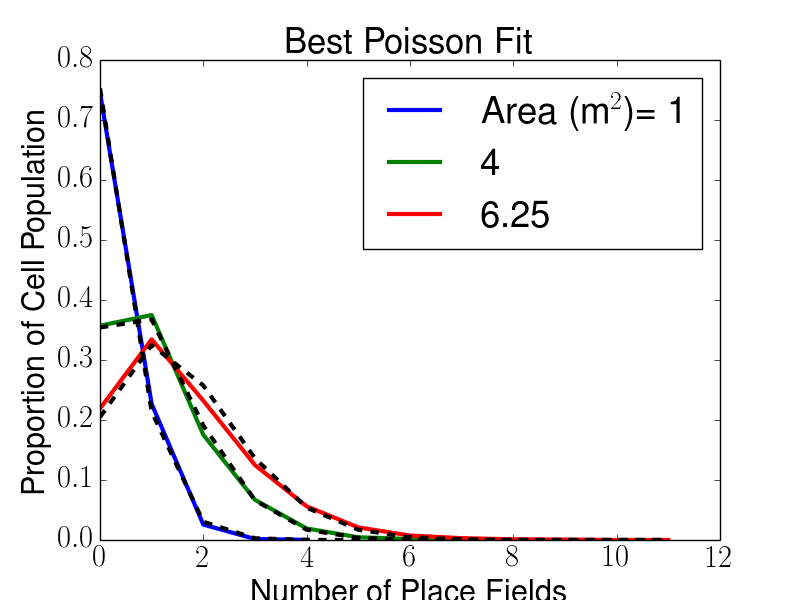 Best Poisson Fit
0.8
0.7
0.6
0.5
0.4
0.3
0.2
0.1
0.0
Proportion of Cell Population
Area (m²)= 1
4
6.25
0 2 4 6 8 10 12
Number of Place Fields